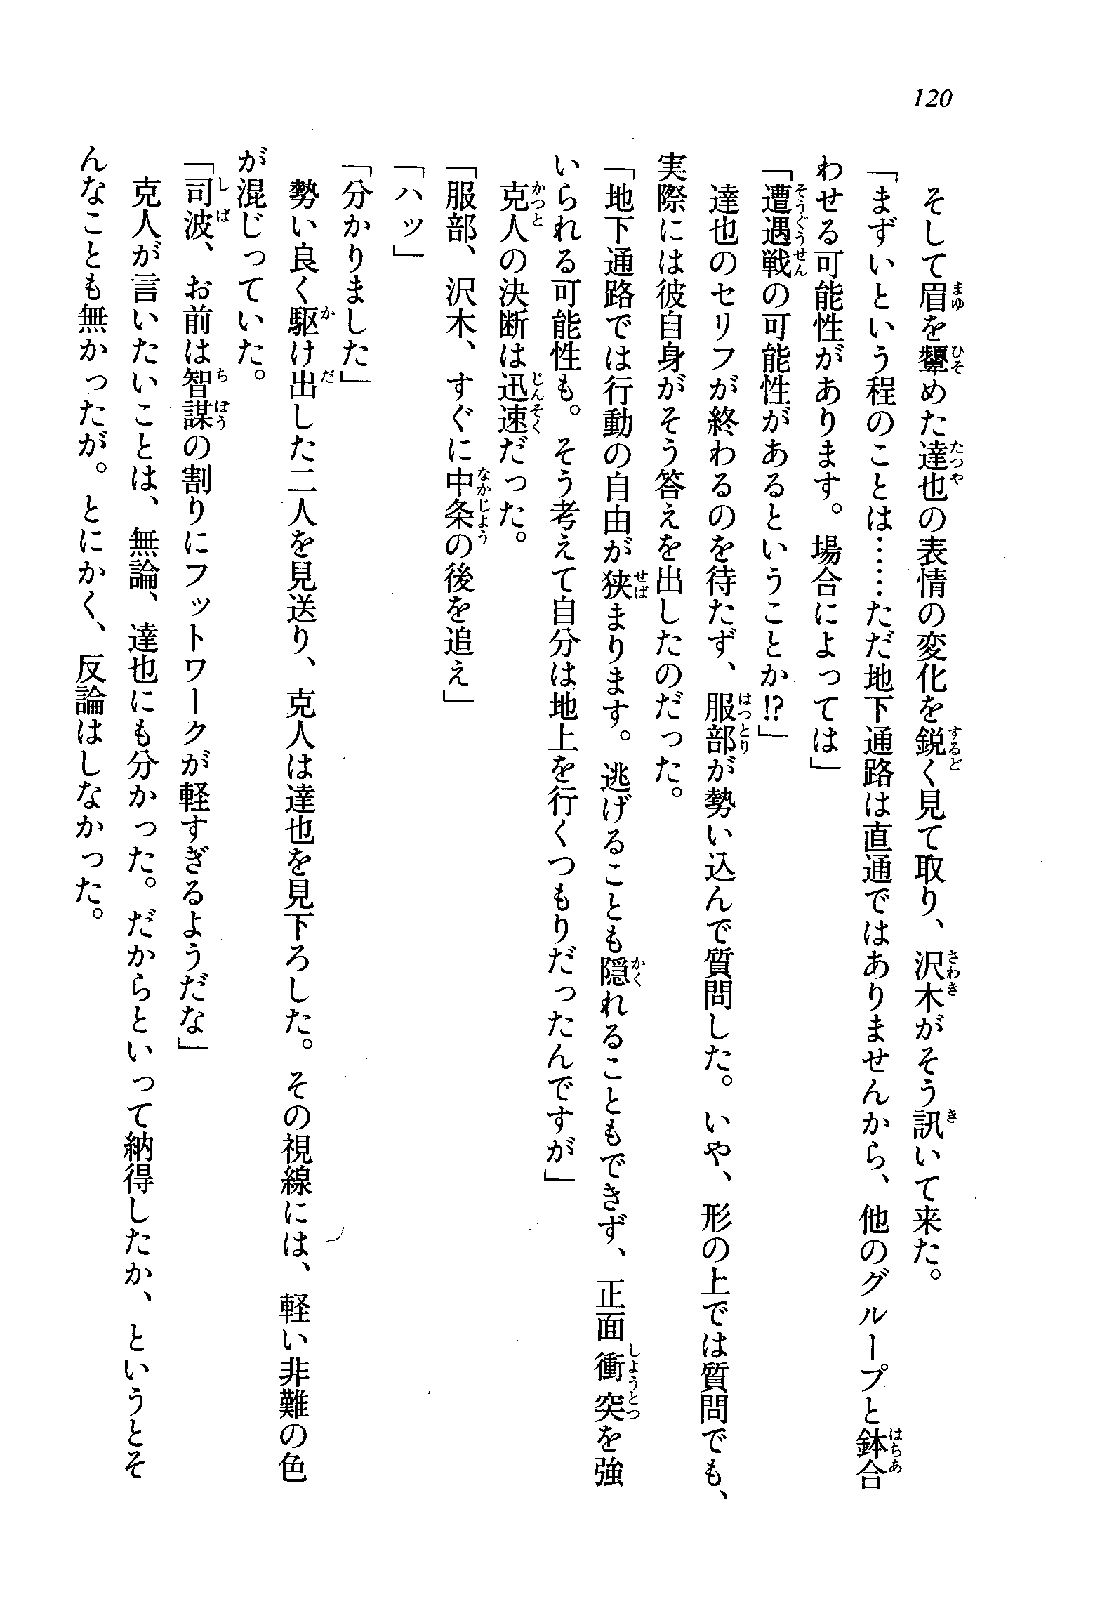 120
そして眉を顰めた達也の表情の変化を鋭く見て取り、沢木がそう訊いて来た。
「まずいという程のことは……ただ地下通路は直通ではありませんから、他のグループと鉢合
わせる可能性があります。場合によっては」
「遭遇戦の可能性があるということか!?」
達也のセリフが終わるのを待たず、服部が勢い込んで質問した。いや、形の上では質問でも、
実際には彼自身がそう答えを出したのだった。
「地下通路では行動の自由が狭まります。逃げることも隠れることもできず、正面衝突を強
いられる可能性も。そう考えて自分は地上を行くつもりだったんですが」
克人の決断は迅速だった。
「服部、沢木、すぐに中条の後を追え」
「ハッ」
「分かりました」
勢い良く駆け出した二人を見送り、克人は達也を見下ろした。その視線には、軽い非難の色
が混じっていた。
「司波、お前は智謀の割りにフットワークが軽すぎるようだな」
克人が言いたいことは、無論、達也にも分かった。だからといって納得したか、というとそ
んなことも無かったが。とにかく、反論はしなかった。